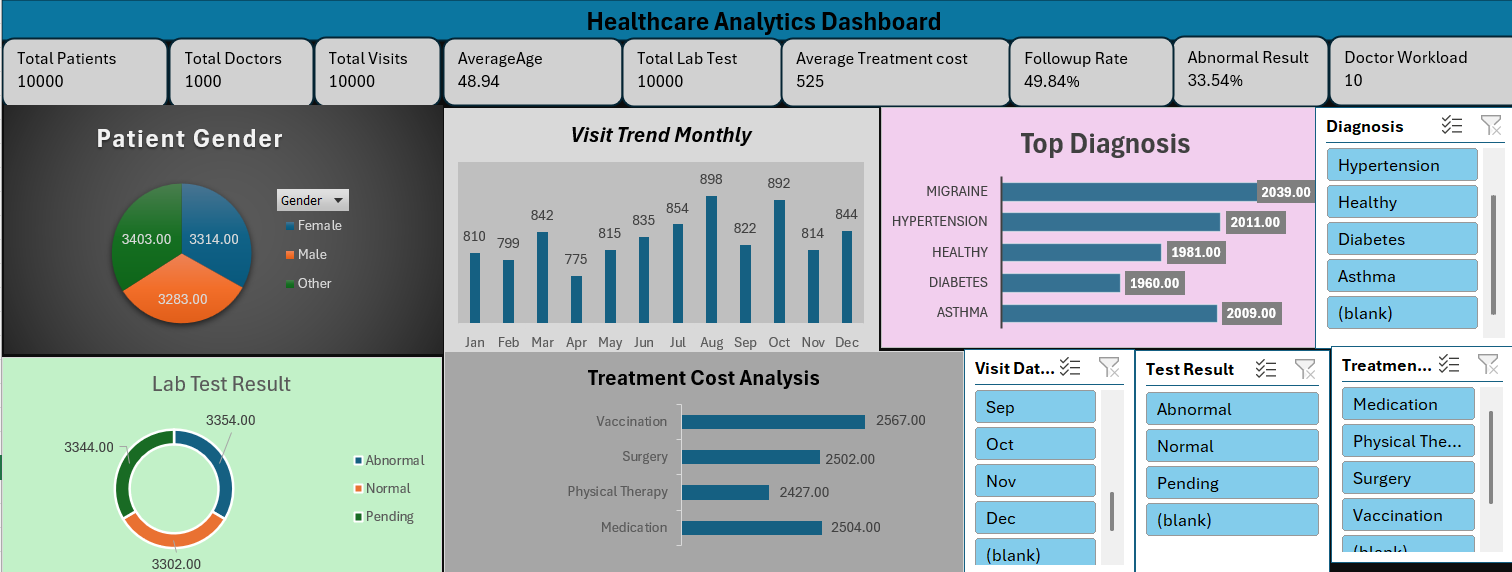 Healthcare Analytics Dashboard
Total Patients
10000
Total Doctors
1000
Total Visits
10000
AverageAge
48.94
Total Lab Test
10000
Average Treatment cost
525
Followup Rate
49.84%
Abnormal Result
33.54%
Doctor Workload
10
Patient Gender
3403.00
3314.00
3283.00
Gender
Female
Male
Other
Visit Trend Monthly
810
799
842
775
815
835
854
898
822
892
814
844
Jan
Feb
Mar
Apr
May
Jun
Jul
Aug
Sep
Oct
Nov
Dec
Top Diagnosis
MIGRAINE
2039.00
HYPERTENSION
2011.00
HEALTHY
1981.00
DIABETES
1960.00
ASTHMA
2009.00
Diagnosis
Hypertension
Healthy
Diabetes
Asthma
(blank)
Lab Test Result
3354.00
3344.00
3302.00
Abnormal
Normal
Pending
Treatment Cost Analysis
Vaccination
2567.00
Surgery
2502.00
Physical Therapy
2427.00
Medication
2504.00
Visit Dat...
Sep
Oct
Nov
Dec
(blank)
Test Result
Abnormal
Normal
Pending
(blank)
Treatmen...
Medication
Physical The...
Surgery
Vaccination
(blank)